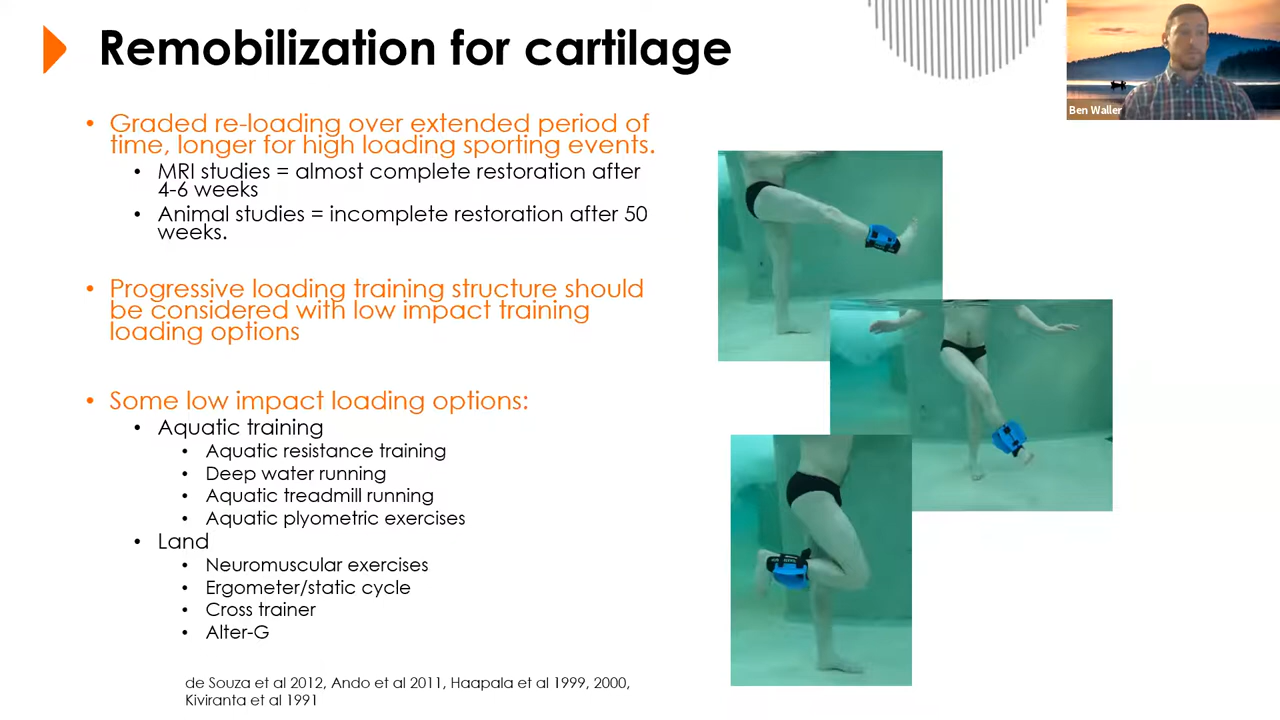 Remobilization for cartilage
Ben Waller
• Graded re-loading over extended period of
time, longer for high loading sporting events.
• MRI studies = almost complete restoration after
4-6 weeks
• Animal studies = incomplete restoration after 50
weeks.
• Progressive loading training structure should
be considered with low impact training
loading options
• Some low impact loading options:
• Aquatic training
• Aquatic resistance training
• Deep water running
• Aquatic treadmill running
• Aquatic plyometric exercises
• Land
• Neuromuscular exercises
• Ergometer/static cycle
• Cross trainer
• Alter-G
de Souza et al 2012, Ando et al 2011, Haapala et al 1999, 2000,
Kiviranta et al 1991